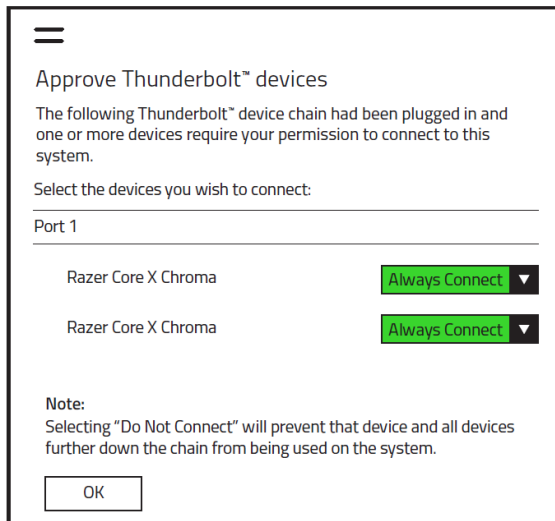 Approve Thunderbolt™ devices
The following Thunderbolt™ device chain had been plugged in and
one or more devices require your permission to connect to this
system.
Select the devices you wish to connect:
Port 1
Razer Core X Chroma Always Connect ▼
Razer Core X Chroma Always Connect ▼
Note:
Selecting “Do Not Connect” will prevent that device and all devices
further down the chain from being used on the system.
OK